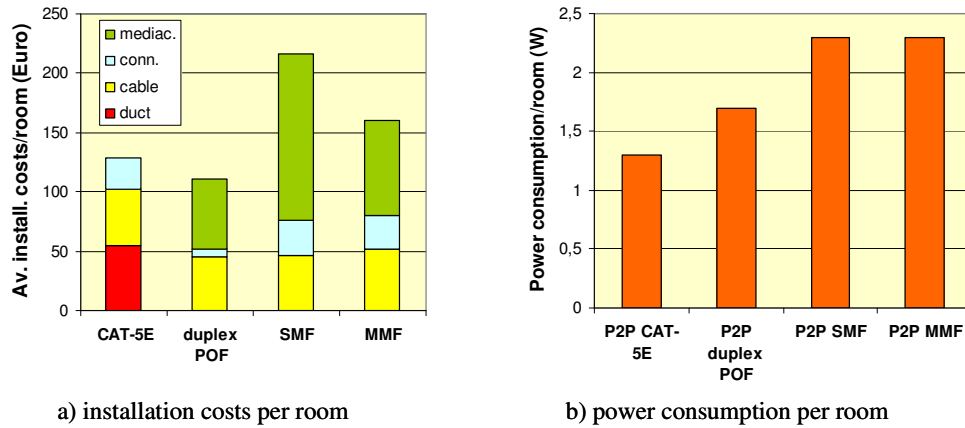 Av. install. costs/room (Euro)
250
200
150
100
50
0
mediac.
conn.
cable
duct
CAT-5E
duplex
POF
SMF
MMF
a) installation costs per room
Power consumption/room (W)
2,5
2
1,5
1
0,5
0
P2P CAT-
5E
P2P
duplex
POF
P2P SMF
P2P MMF
b) power consumption per room